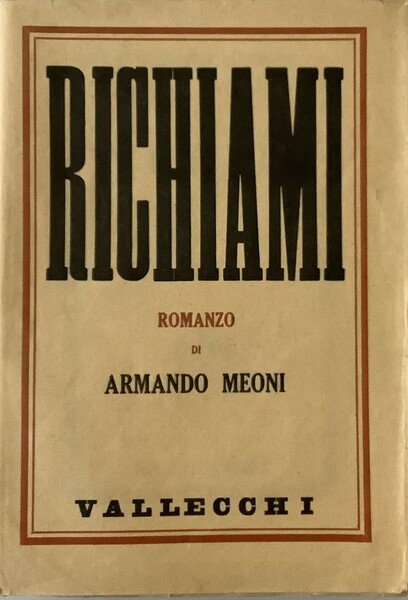 RICHIAMI
ROMANZO
DI
ARMANDO MEONI
VALLECCHI